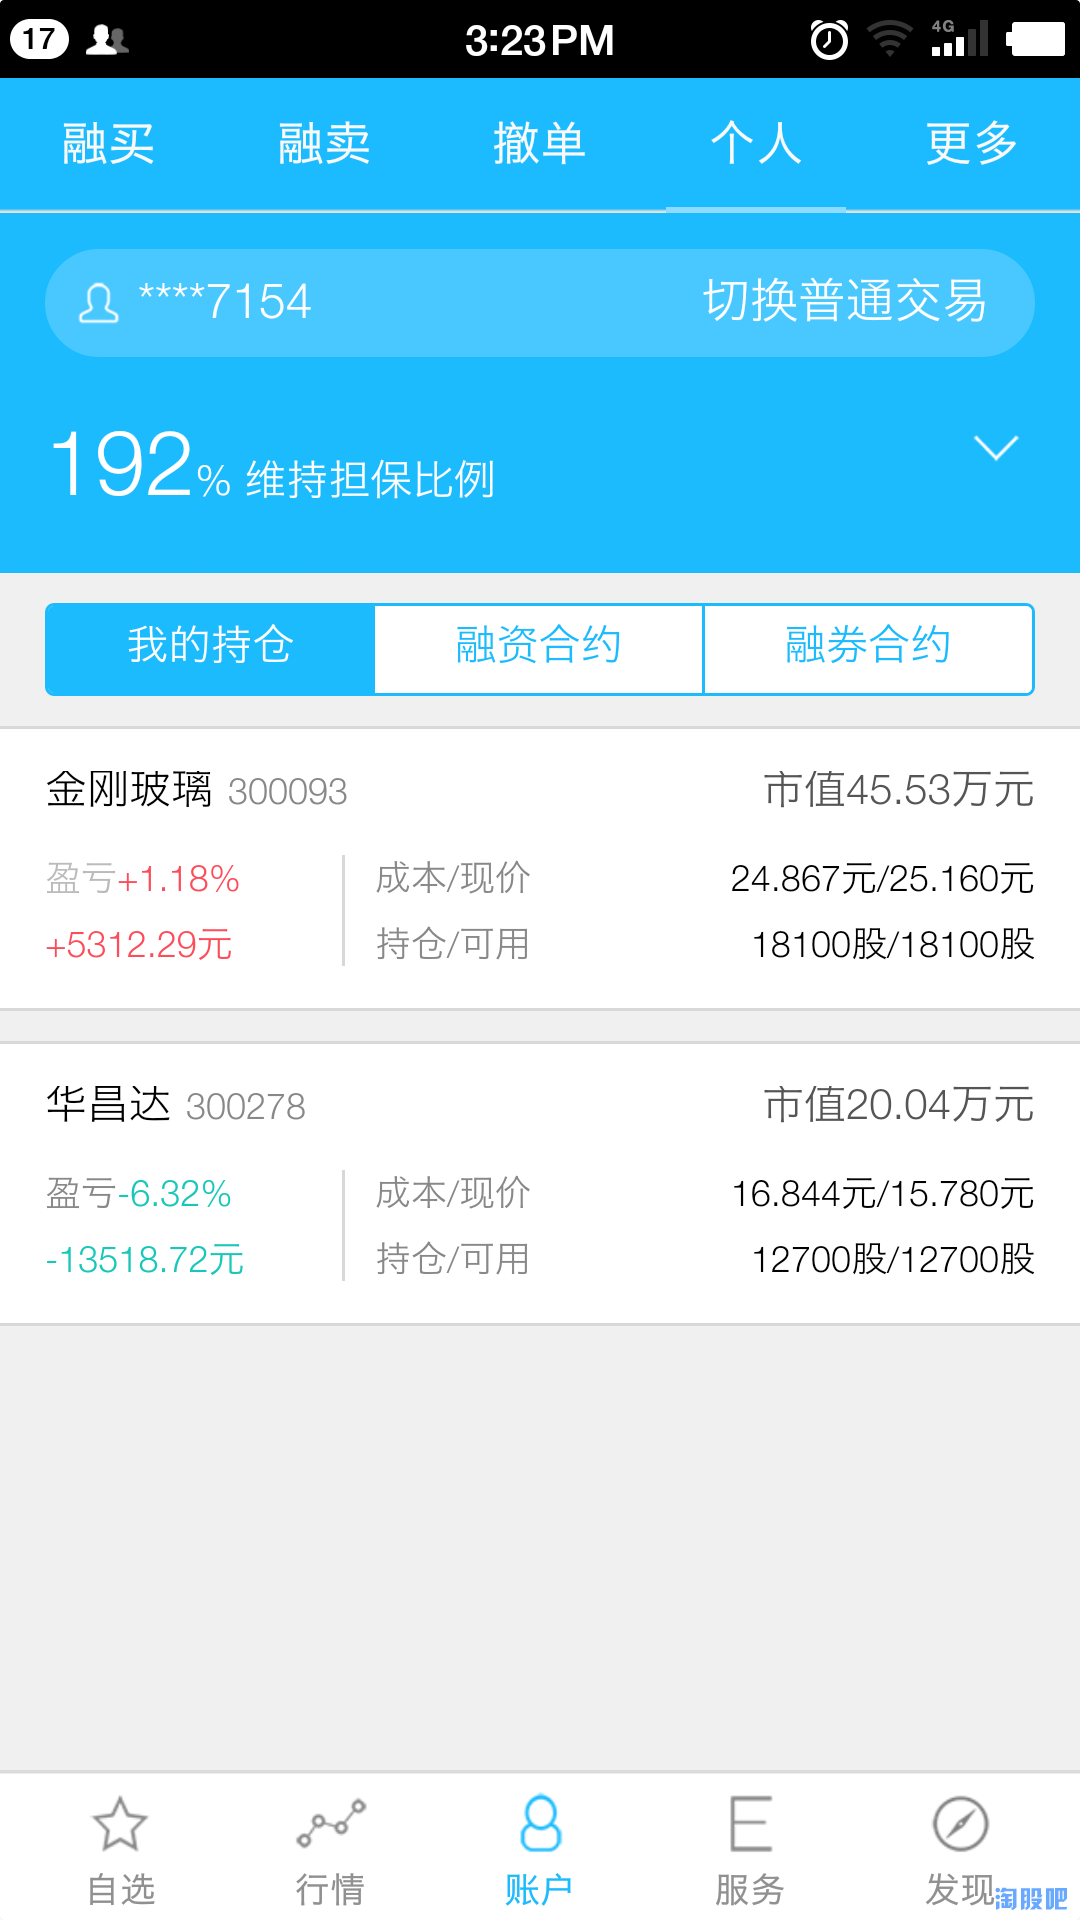 17 3:23PM 4G
融买 融卖 撤单 个人 更多
****7154 切换普通交易
192% 维持担保比例
我的持仓 融资合约 融券合约
金刚玻璃 300093 市值45.53万元
盈亏+1.18% 成本/现价 24.867元/25.160元
+5312.29元 持仓/可用 18100股/18100股
华昌达 300278 市值20.04万元
盈亏-6.32% 成本/现价 16.844元/15.780元
-13518.72元 持仓/可用 12700股/12700股
自选 行情 账户 服务 发现
淘股吧